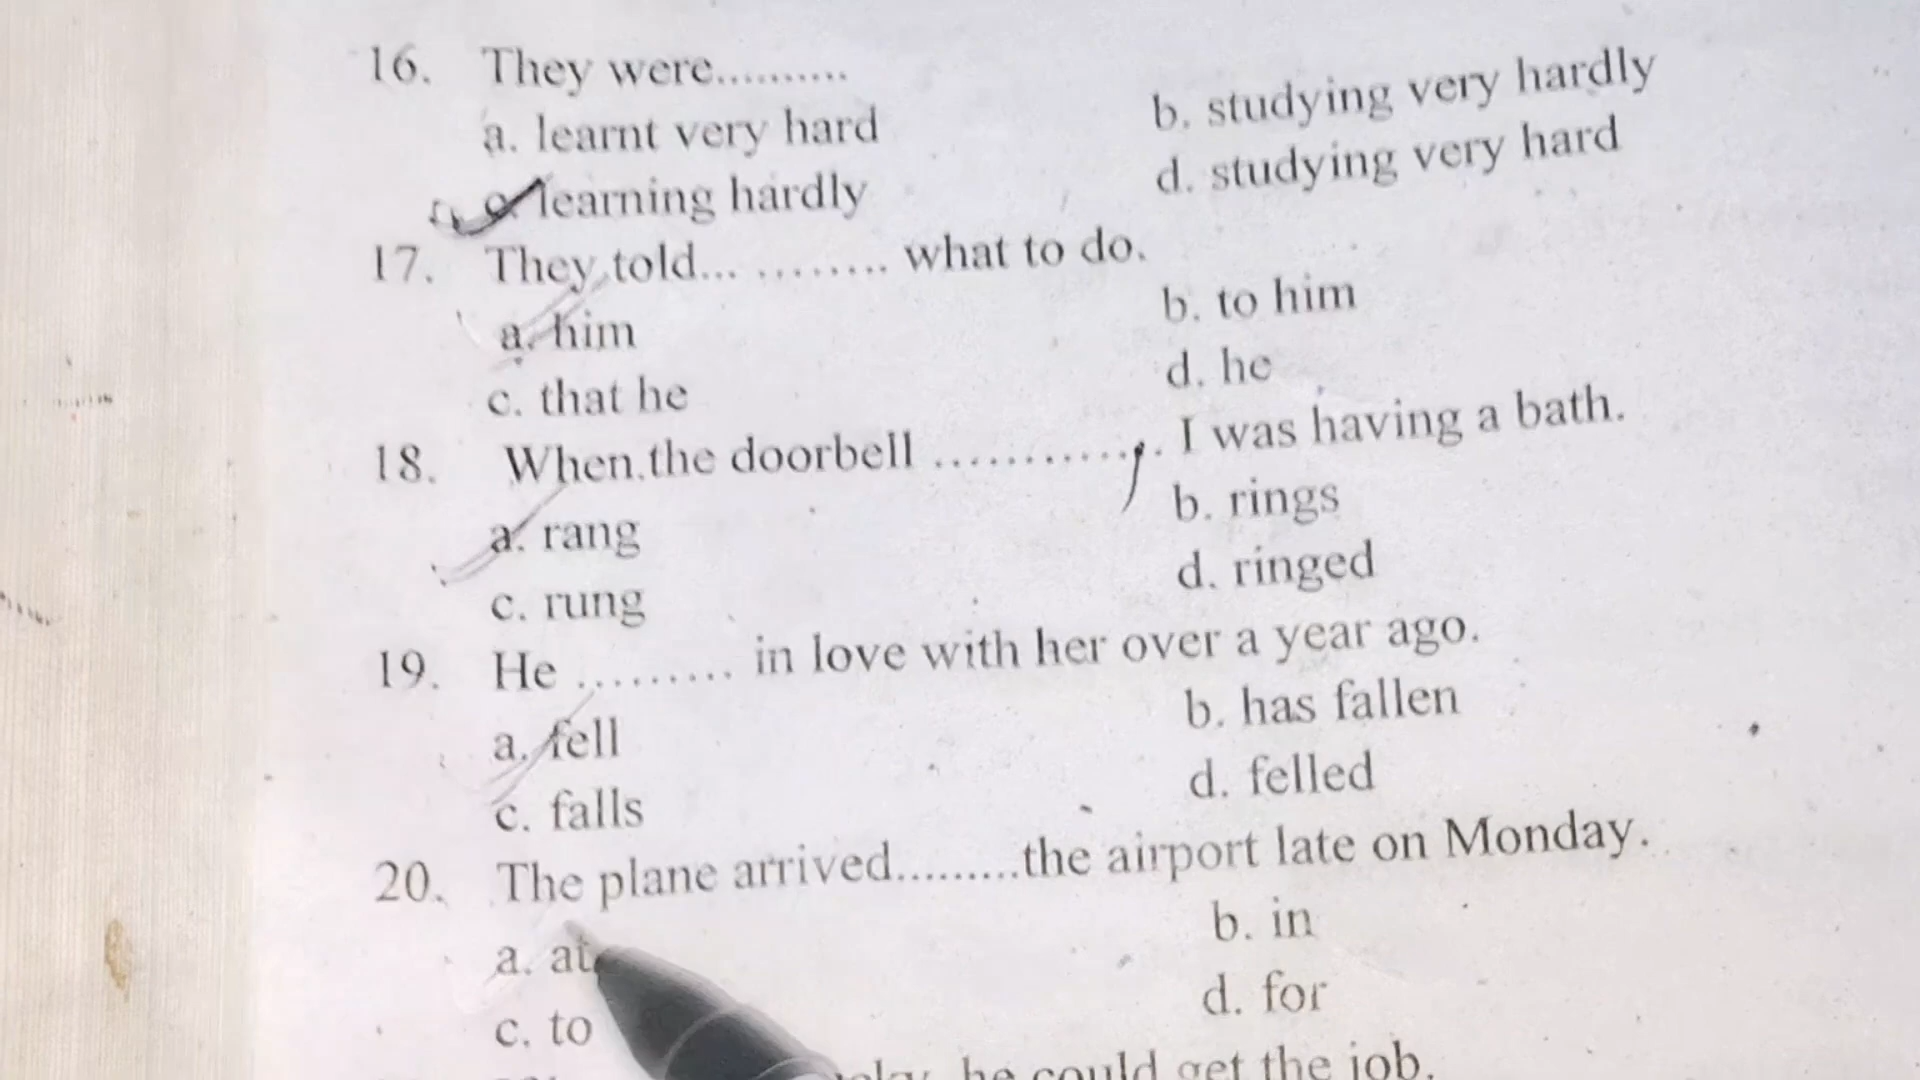 16. They were..........
a. learnt very hard
b. studying very hardly
c. learning hardly
d. studying very hard
17. They told... ........ what to do.
a. him
b. to him
c. that he
d. he
18. When the doorbell ............. I was having a bath.
a. rang
b. rings
c. rung
d. ringed
19. He ......... in love with her over a year ago.
a. fell
b. has fallen
c. falls
d. felled
20. The plane arrived.........the airport late on Monday.
a. at
b. in
c. to
d. for
he could get the job.